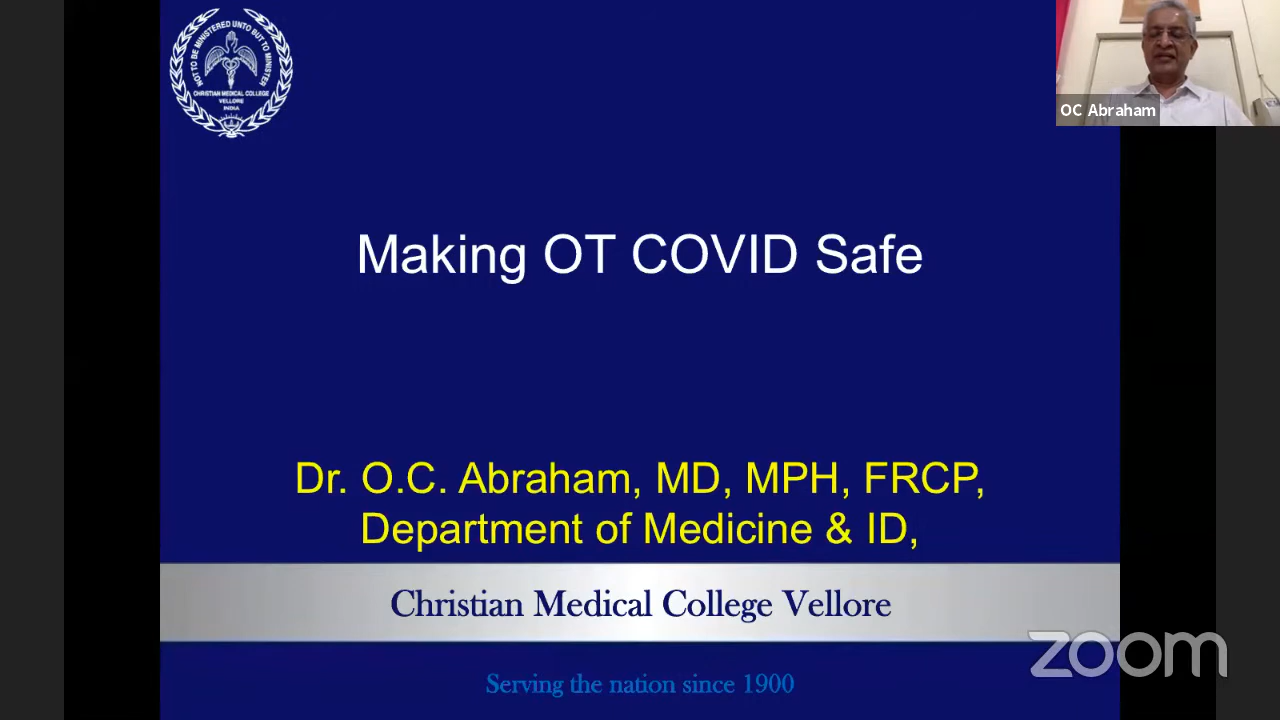 NOT TO BE MINISTERED UNTO BUT TO MINISTER
CHRISTIAN MEDICAL COLLEGE
VELLORE
INDIA
OC Abraham
Making OT COVID Safe
Dr. O.C. Abraham, MD, MPH, FRCP,
Department of Medicine & ID,
Christian Medical College Vellore
zoom
Serving the nation since 1900